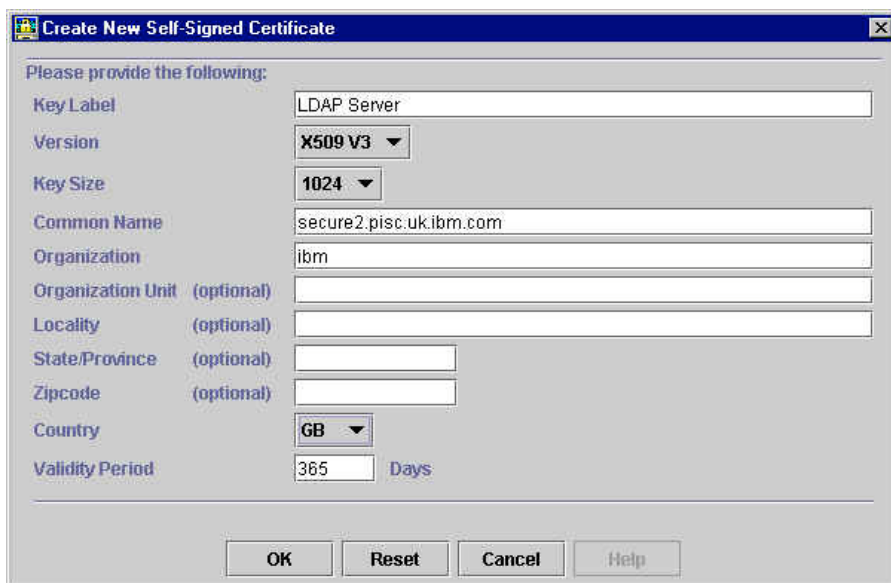 Create New Self-Signed Certificate
Please provide the following:
Key Label LDAP Server
Version X509 V3
Key Size 1024
Common Name secure2.pisc.uk.ibm.com
Organization ibm
Organization Unit (optional)
Locality (optional)
State/Province (optional)
Zipcode (optional)
Country GB
Validity Period 365 Days
OK Reset Cancel Help